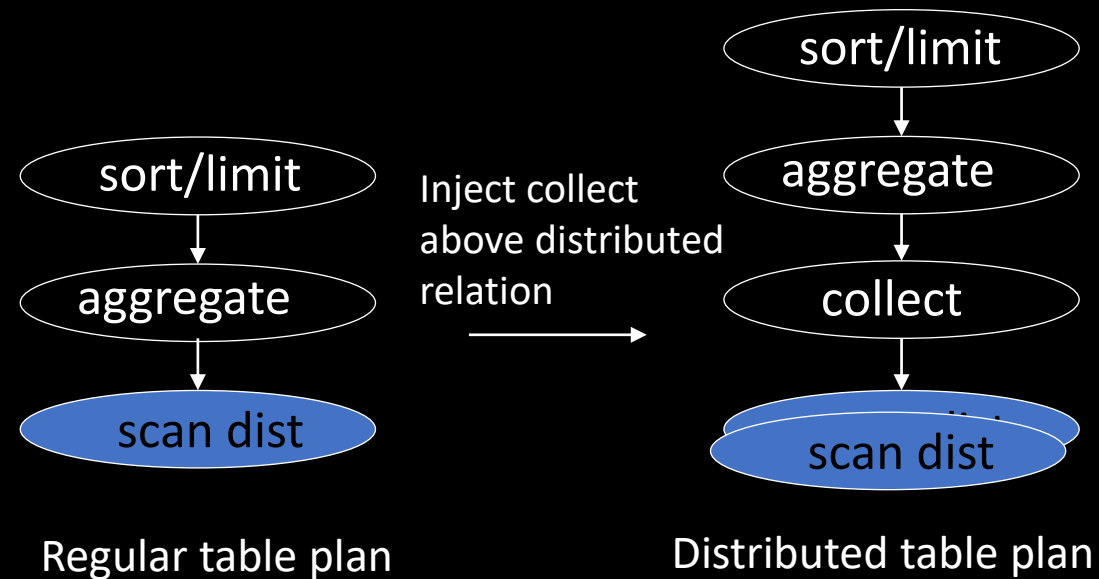 sort/limit
aggregate
scan dist
Regular table plan
Inject collect
above distributed
relation
sort/limit
aggregate
collect
scan dist
Distributed table plan